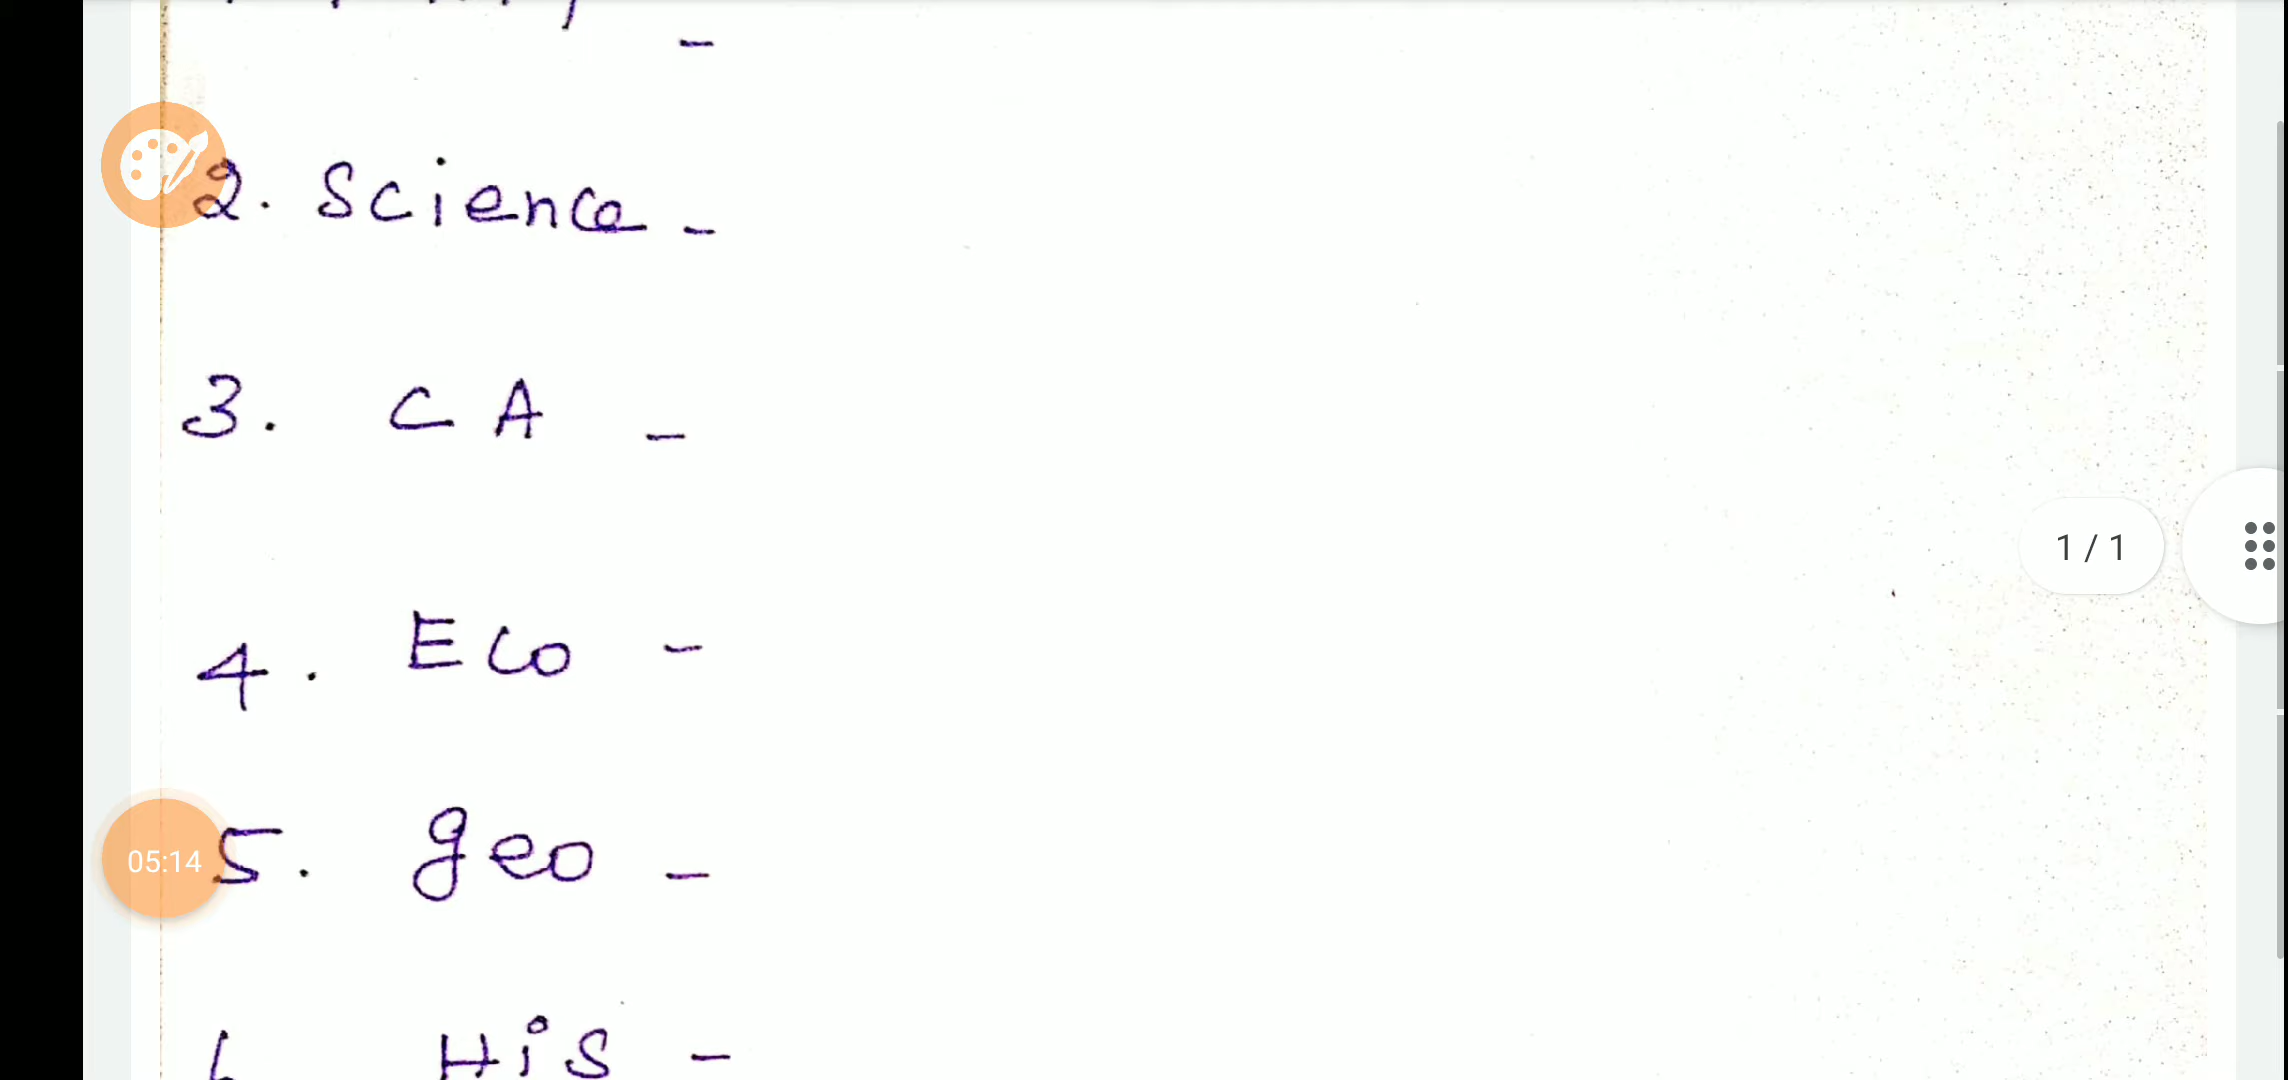 -
2. Science -
3. CA -
1 / 1
4. Eco -
05:14
5. geo -
His -